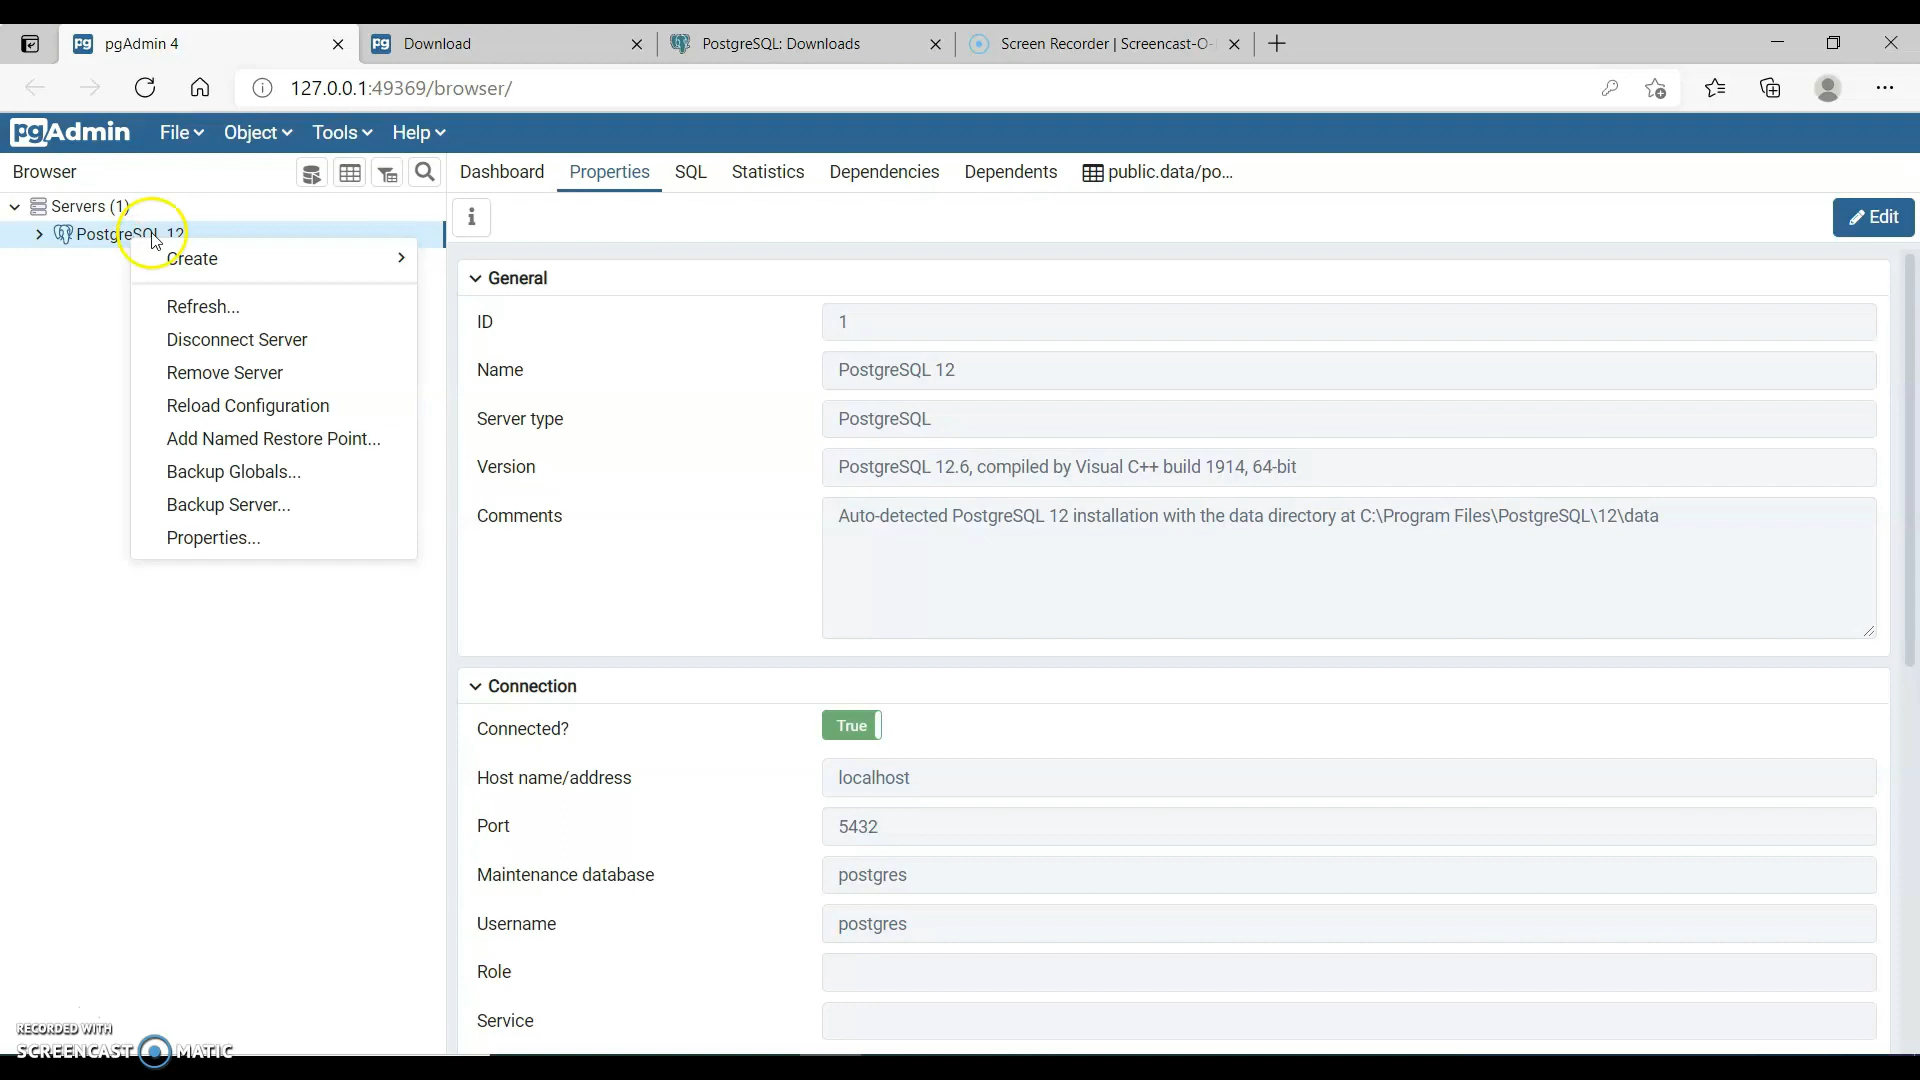 pgAdmin 4
Download
PostgreSQL: Downloads
Screen Recorder | Screencast-O-
127.0.0.1:49369/browser/
pgAdmin
File
Object
Tools
Help
Browser
Dashboard
Properties
SQL
Statistics
Dependencies
Dependents
public.data/po...
Servers (1)
PostgreSQL 12
Edit
Create
Refresh...
Disconnect Server
Remove Server
Reload Configuration
Add Named Restore Point...
Backup Globals...
Backup Server...
Properties...
General
ID
1
Name
PostgreSQL 12
Server type
PostgreSQL
Version
PostgreSQL 12.6, compiled by Visual C++ build 1914, 64-bit
Comments
Auto-detected PostgreSQL 12 installation with the data directory at C:\Program Files\PostgreSQL\12\data
Connection
Connected?
True
Host name/address
localhost
Port
5432
Maintenance database
postgres
Username
postgres
Role
Service
RECORDED WITH
SCREENCAST MATIC